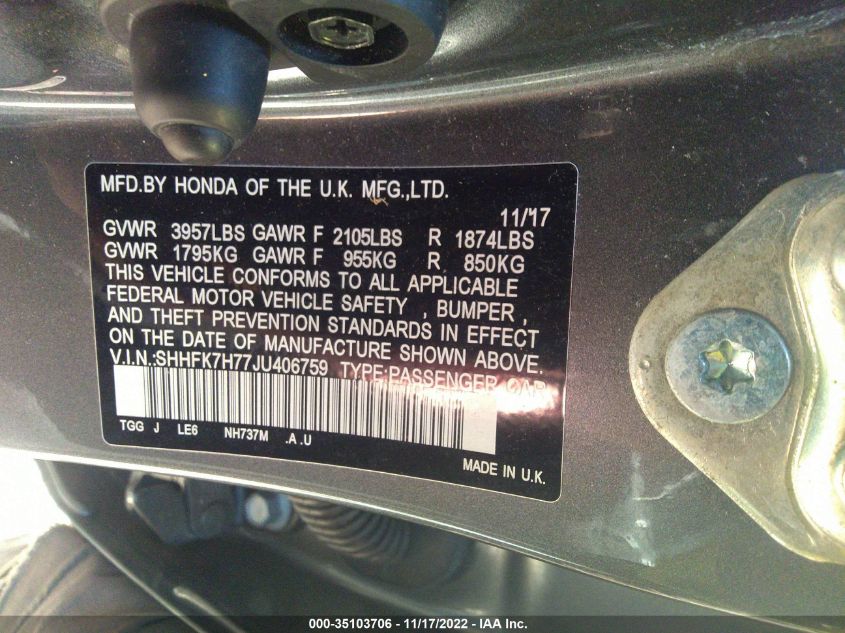 MFD.BY HONDA OF THE U.K. MFG.,LTD.
11/17
GVWR 3957LBS GAWR F 2105LBS R 1874LBS
GVWR 1795KG GAWR F 955KG R 850KG
THIS VEHICLE CONFORMS TO ALL APPLICABLE
FEDERAL MOTOR VEHICLE SAFETY , BUMPER ,
AND THEFT PREVENTION STANDARDS IN EFFECT
ON THE DATE OF MANUFACTURE SHOWN ABOVE.
V.I.N.:SHHFK7H77JU406759 TYPE:PASSENGER CAR
TGG J LE6 NH737M .A.U
MADE IN U.K.
000-35103706 - 11/17/2022 - IAA Inc.